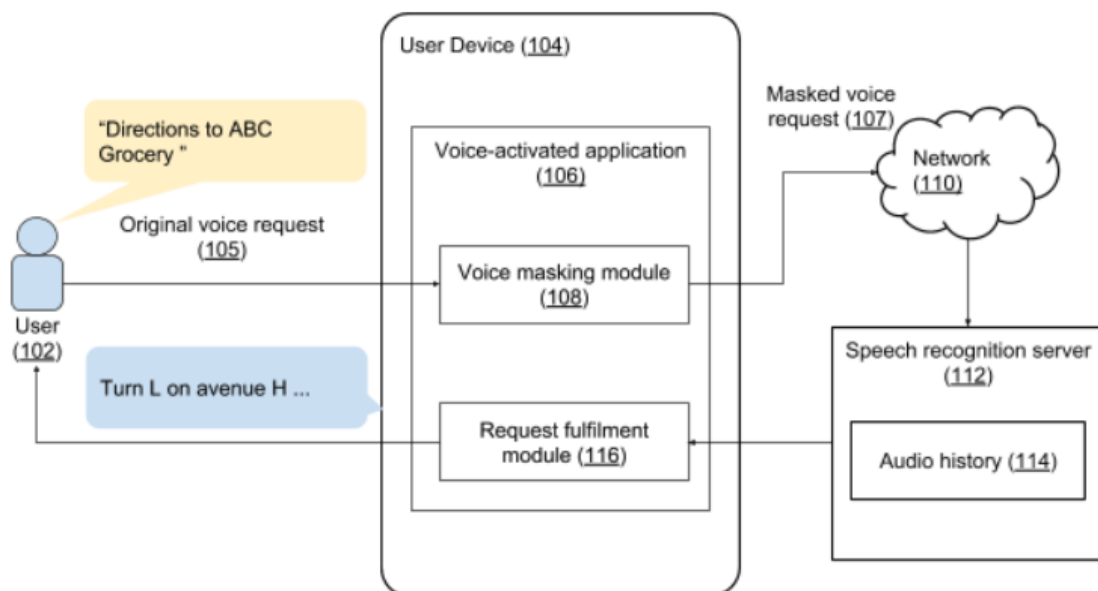 User Device (104)
“Directions to ABC
Grocery ”
Original voice request
(105)
User
(102)
Voice-activated application
(106)
Voice masking module
(108)
Masked voice
request (107)
Network
(110)
Speech recognition server
(112)
Audio history (114)
Request fulfilment
module (116)
Turn L on avenue H ...